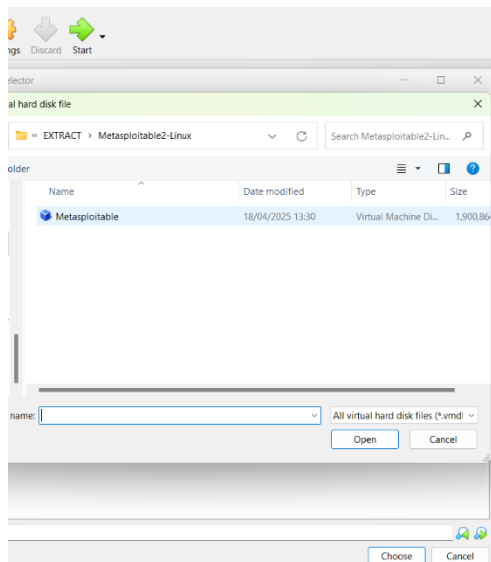 ngs Discard Start
elector
al hard disk file
« EXTRACT › Metasploitable2-Linux
Search Metasploitable2-Lin...
older
Name Date modified Type Size
Metasploitable 18/04/2025 13:30 Virtual Machine Di... 1,900,86
name:
All virtual hard disk files (*.vmdl
Open Cancel
Choose Cancel